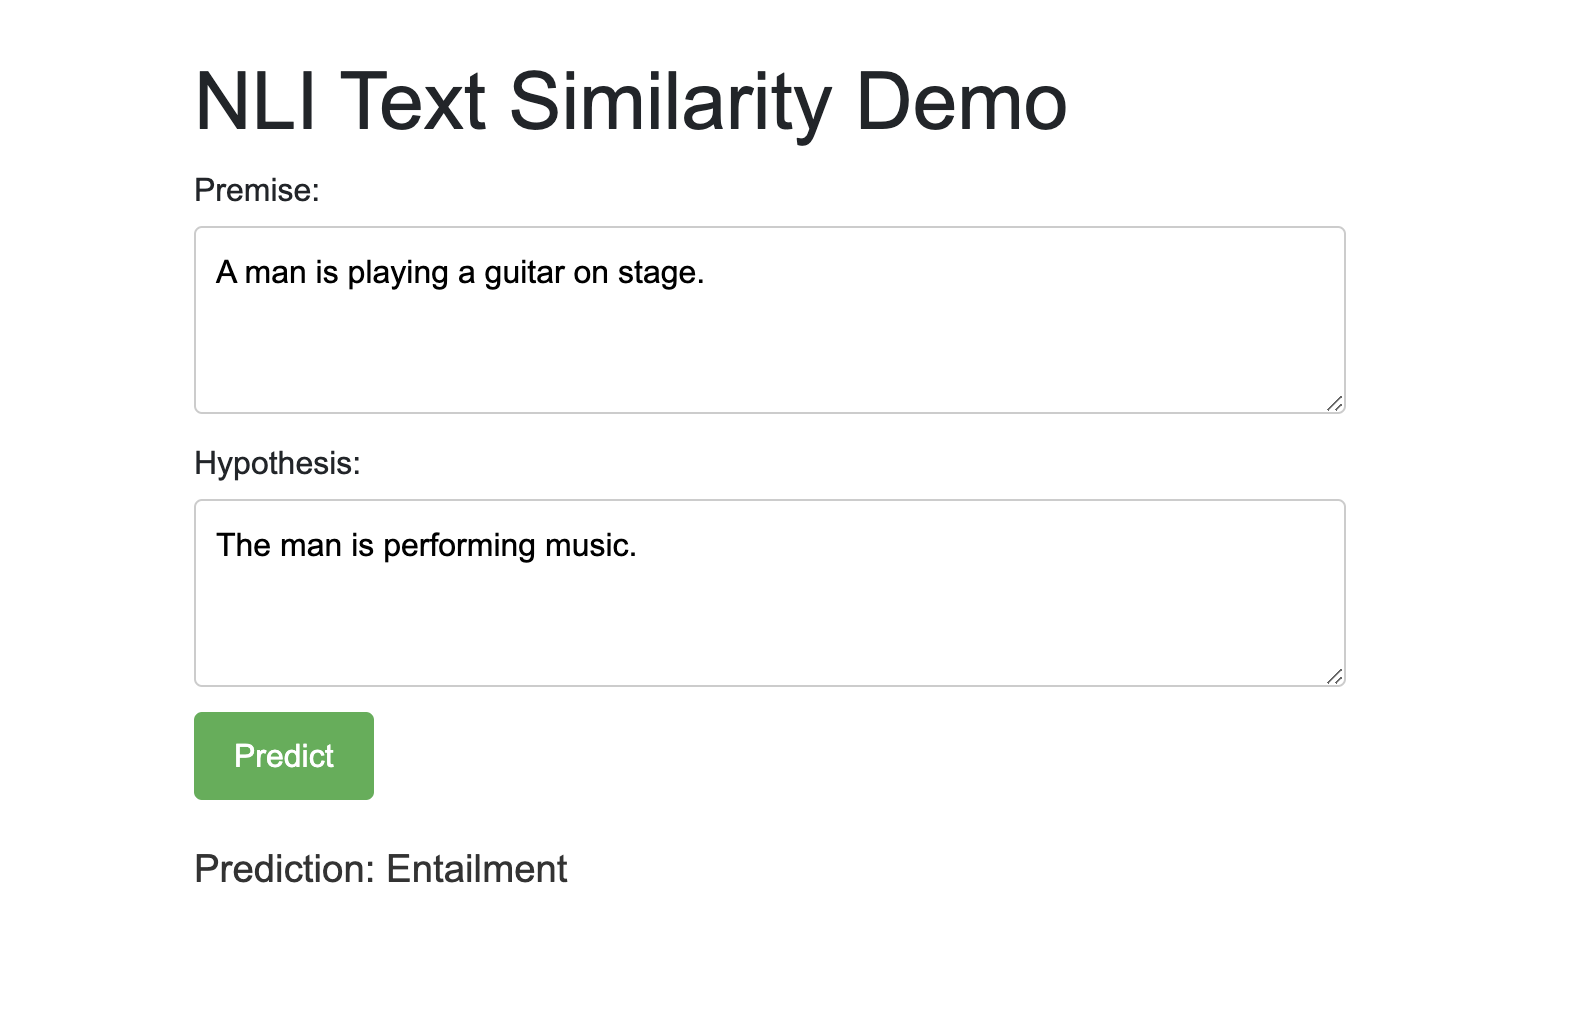 NLI Text Similarity Demo
Premise:
A man is playing a guitar on stage.
Hypothesis:
The man is performing music.
Predict
Prediction: Entailment